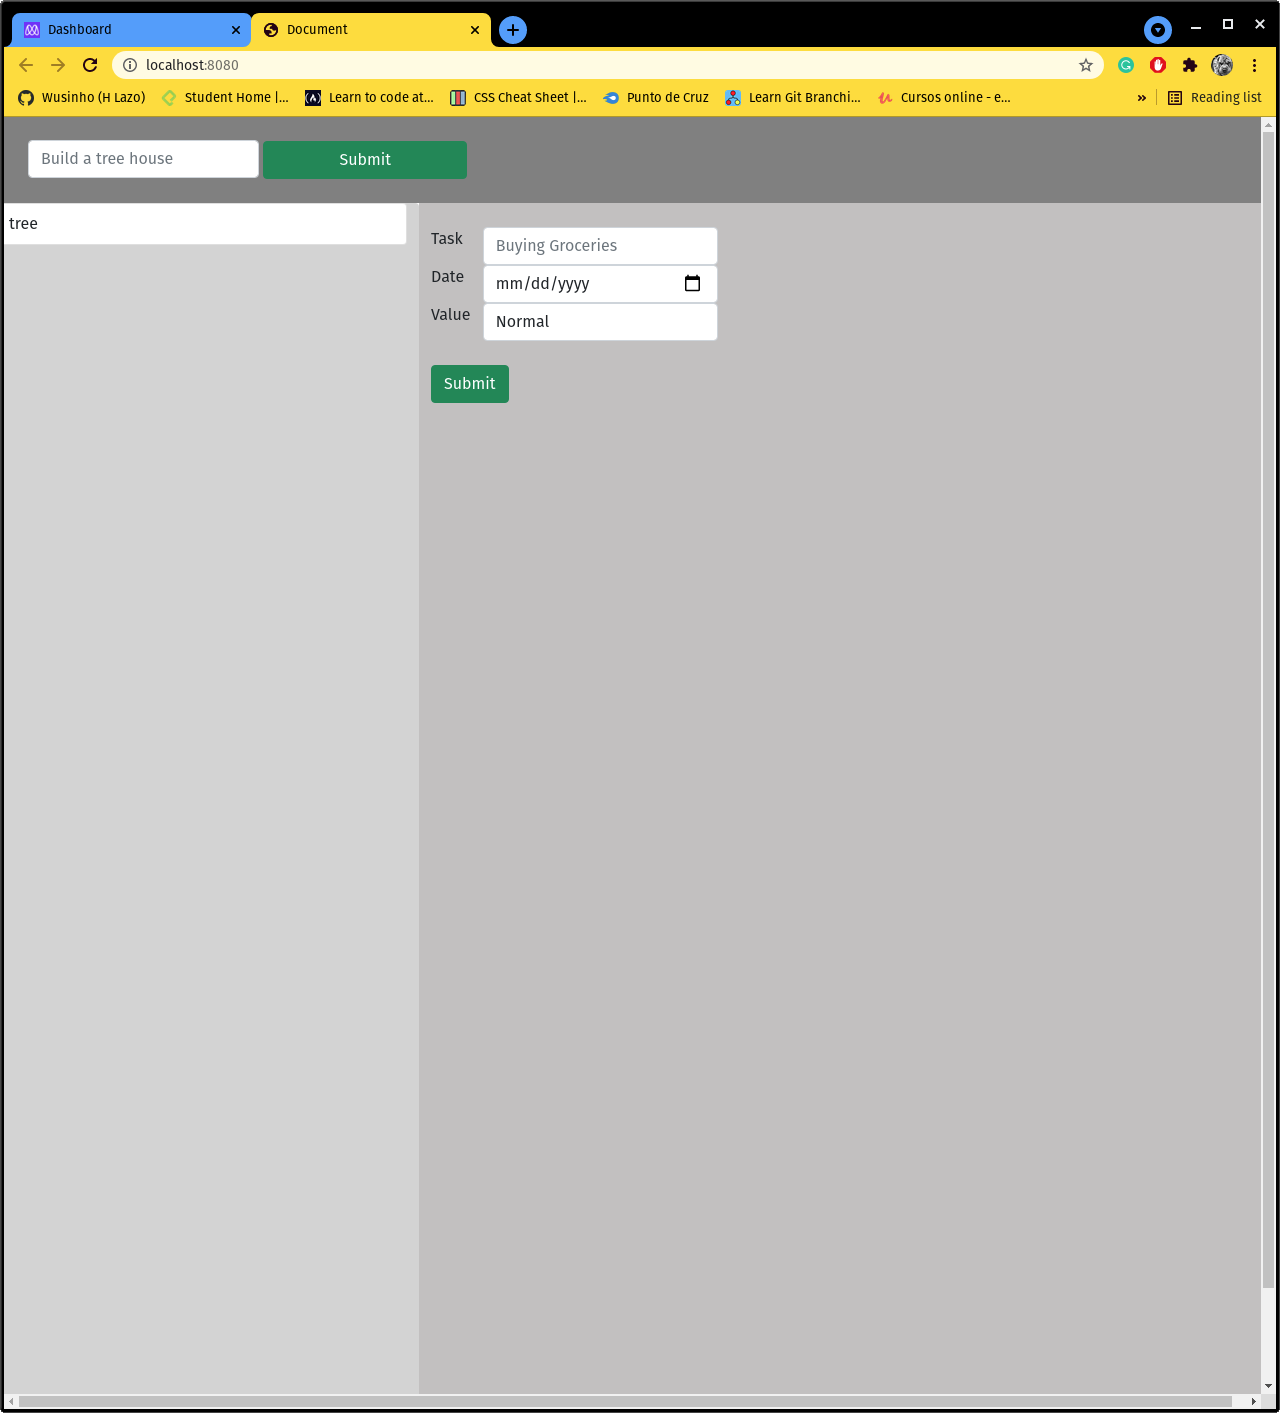 Dashboard
Document
localhost:8080
Wusinho (H Lazo)
Student Home |...
Learn to code at...
CSS Cheat Sheet |...
Punto de Cruz
Learn Git Branchi...
Cursos online - e...
»
Reading list
Build a tree house
Submit
tree
Task
Buying Groceries
Date
mm/dd/yyyy
Value
Normal
Submit